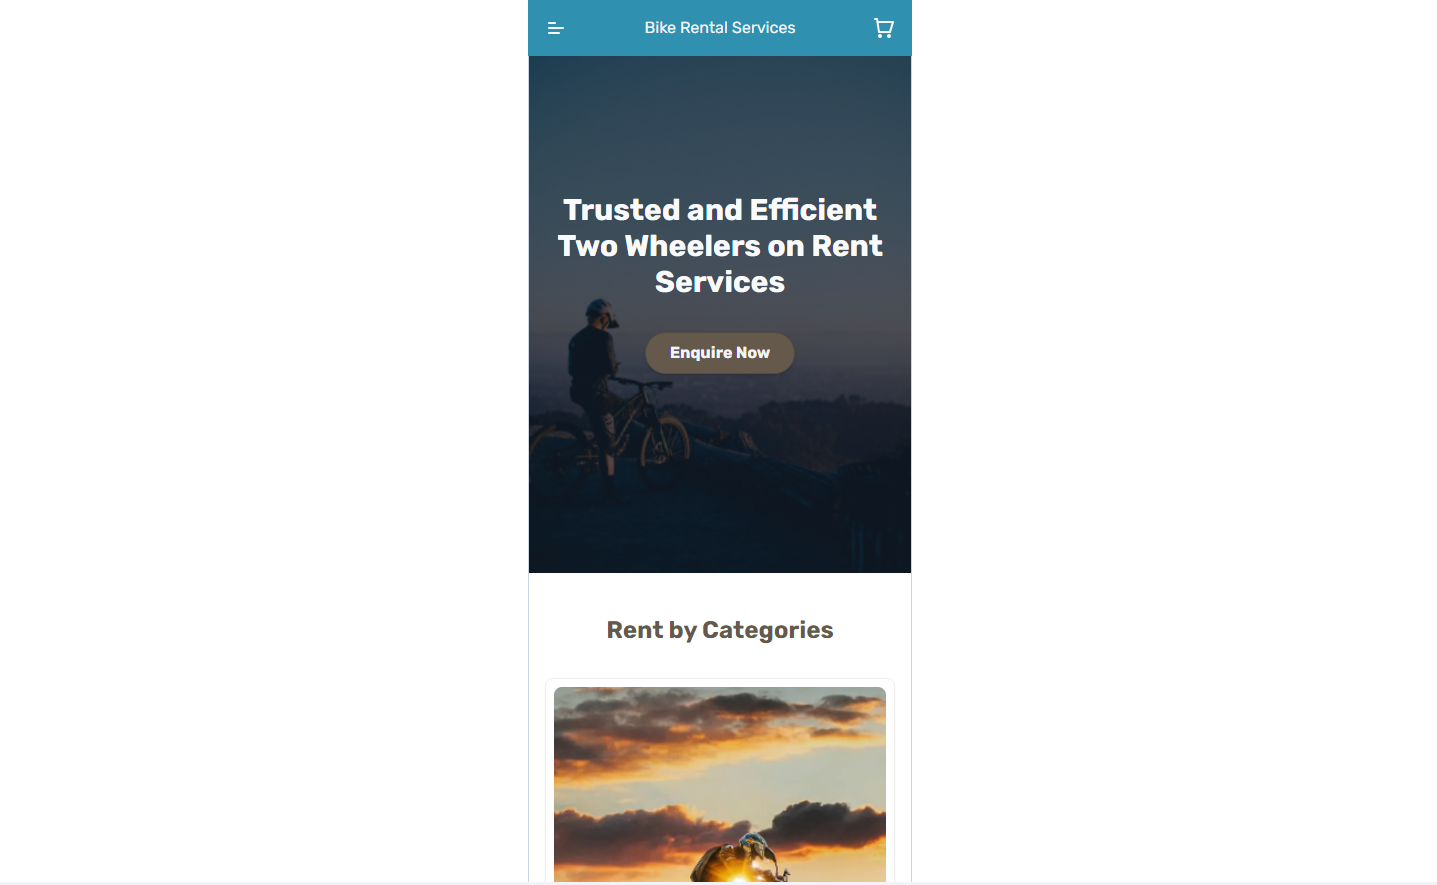 Bike Rental Services
Trusted and Efficient
Two Wheelers on Rent
Services
Enquire Now
Rent by Categories